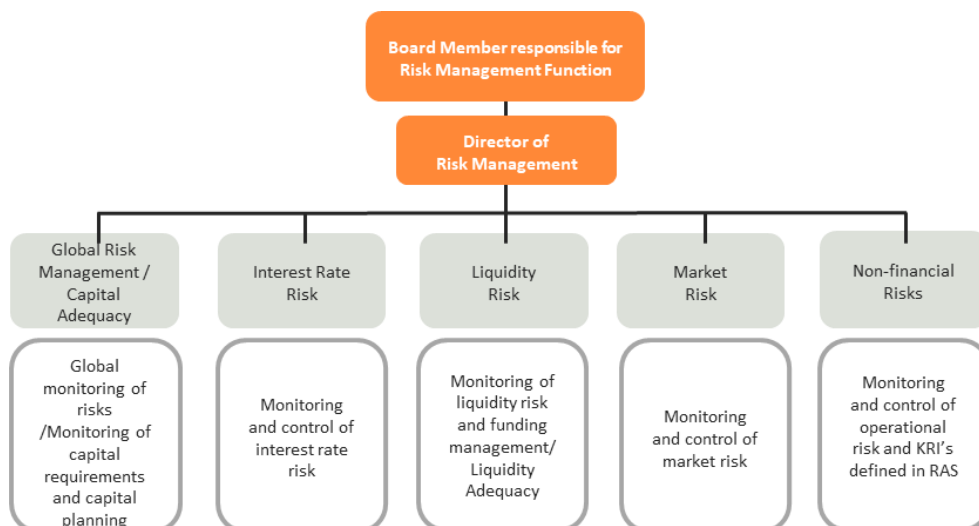 Board Member responsible for
Risk Management Function
Director of
Risk Management
Global Risk
Management /
Capital
Adequacy
Interest Rate
Risk
Liquidity
Risk
Market
Risk
Non-financial
Risks
Global
monitoring of
risks
/Monitoring of
capital
requirements
and capital
planning
Monitoring
and control of
interest rate
risk
Monitoring of
liquidity risk
and funding
management/
Liquidity
Adequacy
Monitoring
and control of
market risk
Monitoring
and control of
operational
risk and KRI's
defined in RAS